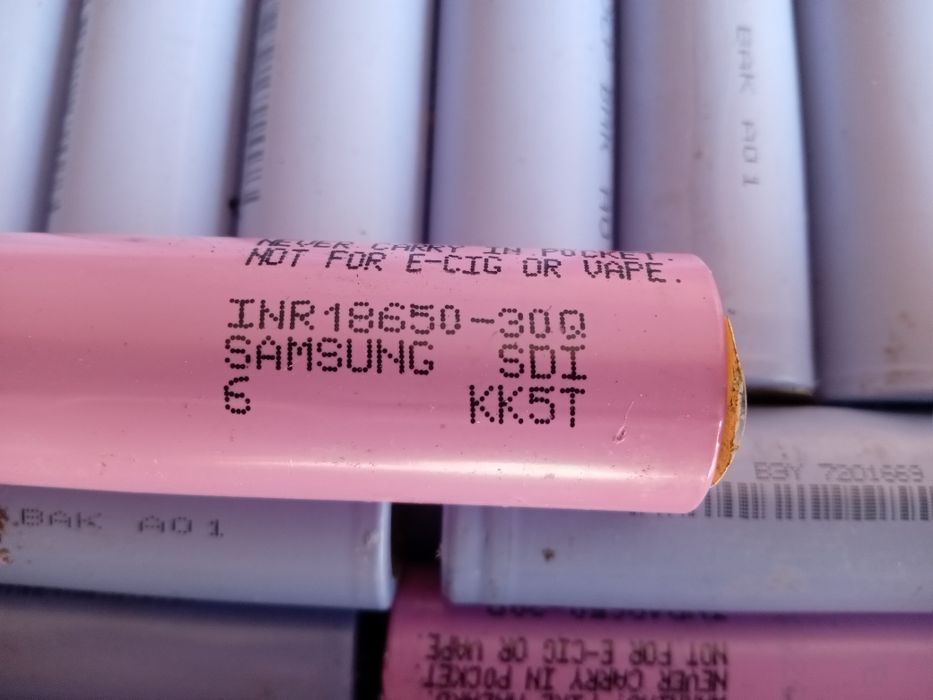 BAK A01
NEVER CARRY IN POCKET.
NOT FOR E-CIG OR VAPE.
INR18650-30Q
SAMSUNG SDI
6 KK5T
B3Y 7201669
BAK A01
NOT FOR E-CIG OR VAPE.
NEVER CARRY IN POCKET